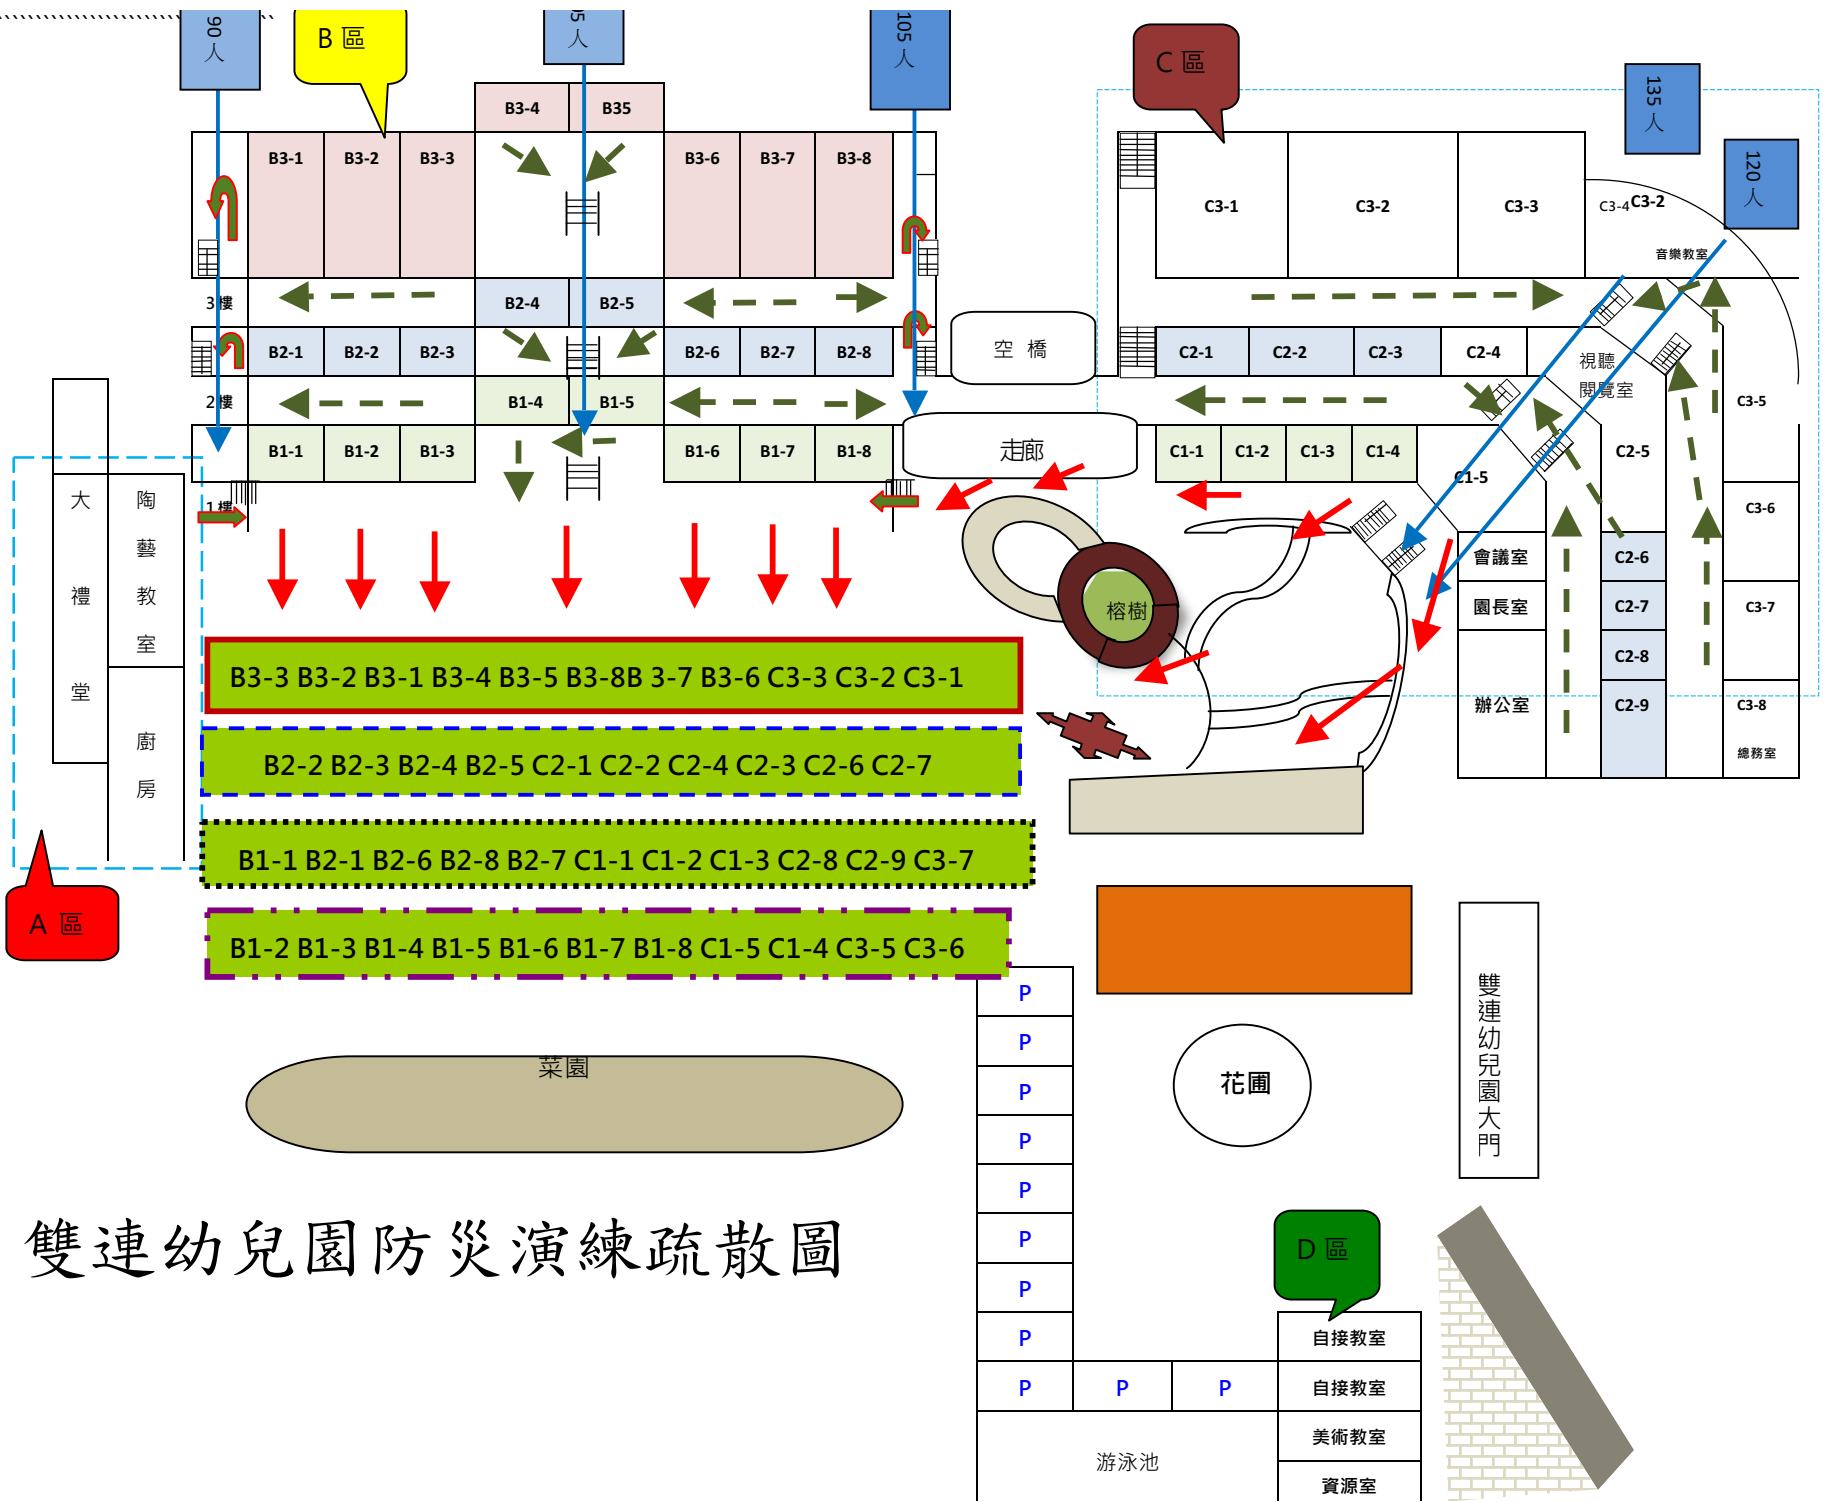 90人
B 區
人
105人
C 區
135人
120人
B3-4
B35
B3-1
B3-2
B3-3
B3-6
B3-7
B3-8
C3-1
C3-2
C3-3
C3-4
C3-2
音樂教室
3樓
B2-4
B2-5
B2-1
B2-2
B2-3
B2-6
B2-7
B2-8
空 橋
C2-1
C2-2
C2-3
C2-4
視聽
閱覽室
2樓
B1-4
B1-5
C3-5
B1-1
B1-2
B1-3
B1-6
B1-7
B1-8
走廊
C1-1
C1-2
C1-3
C1-4
C1-5
C2-5
1樓
大禮堂
陶藝教室
廚房
C3-6
會議室
C2-6
園長室
C2-7
C3-7
榕樹
C2-8
辦公室
C2-9
C3-8
總務室
B3-3 B3-2 B3-1 B3-4 B3-5 B3-8B 3-7 B3-6 C3-3 C3-2 C3-1
B2-2 B2-3 B2-4 B2-5 C2-1 C2-2 C2-4 C2-3 C2-6 C2-7
B1-1 B2-1 B2-6 B2-8 B2-7 C1-1 C1-2 C1-3 C2-8 C2-9 C3-7
A 區
B1-2 B1-3 B1-4 B1-5 B1-6 B1-7 B1-8 C1-5 C1-4 C3-5 C3-6
P
P
P
P
P
P
P
P
P
P
P
菜園
花圃
雙連幼兒園大門
雙連幼兒園防災演練疏散圖
D 區
自接教室
自接教室
美術教室
資源室
游泳池